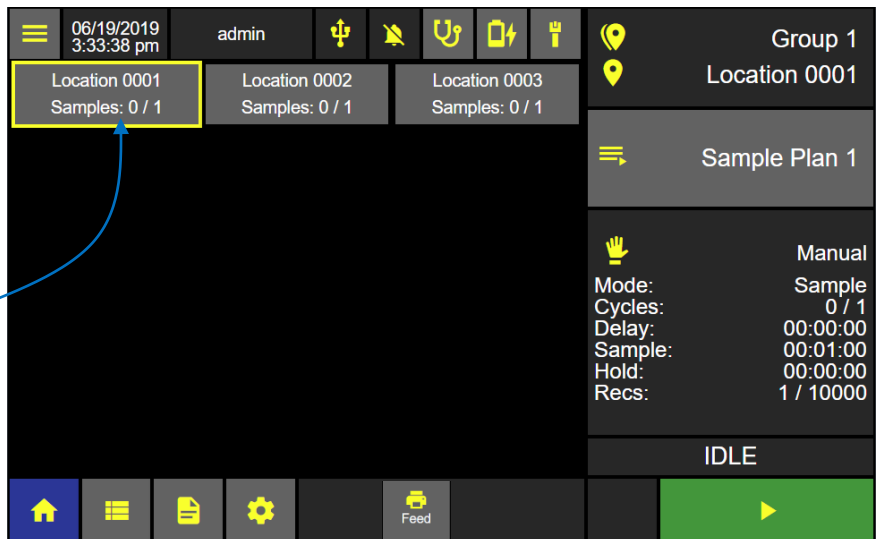 06/19/2019
3:33:38 pm
admin
Group 1
Location 0001
Location 0001
Samples: 0 / 1
Location 0002
Samples: 0 / 1
Location 0003
Samples: 0 / 1
Sample Plan 1
Manual
Mode: Sample
Cycles: 0 / 1
Delay: 00:00:00
Sample: 00:01:00
Hold: 00:00:00
Recs: 1 / 10000
IDLE
Feed